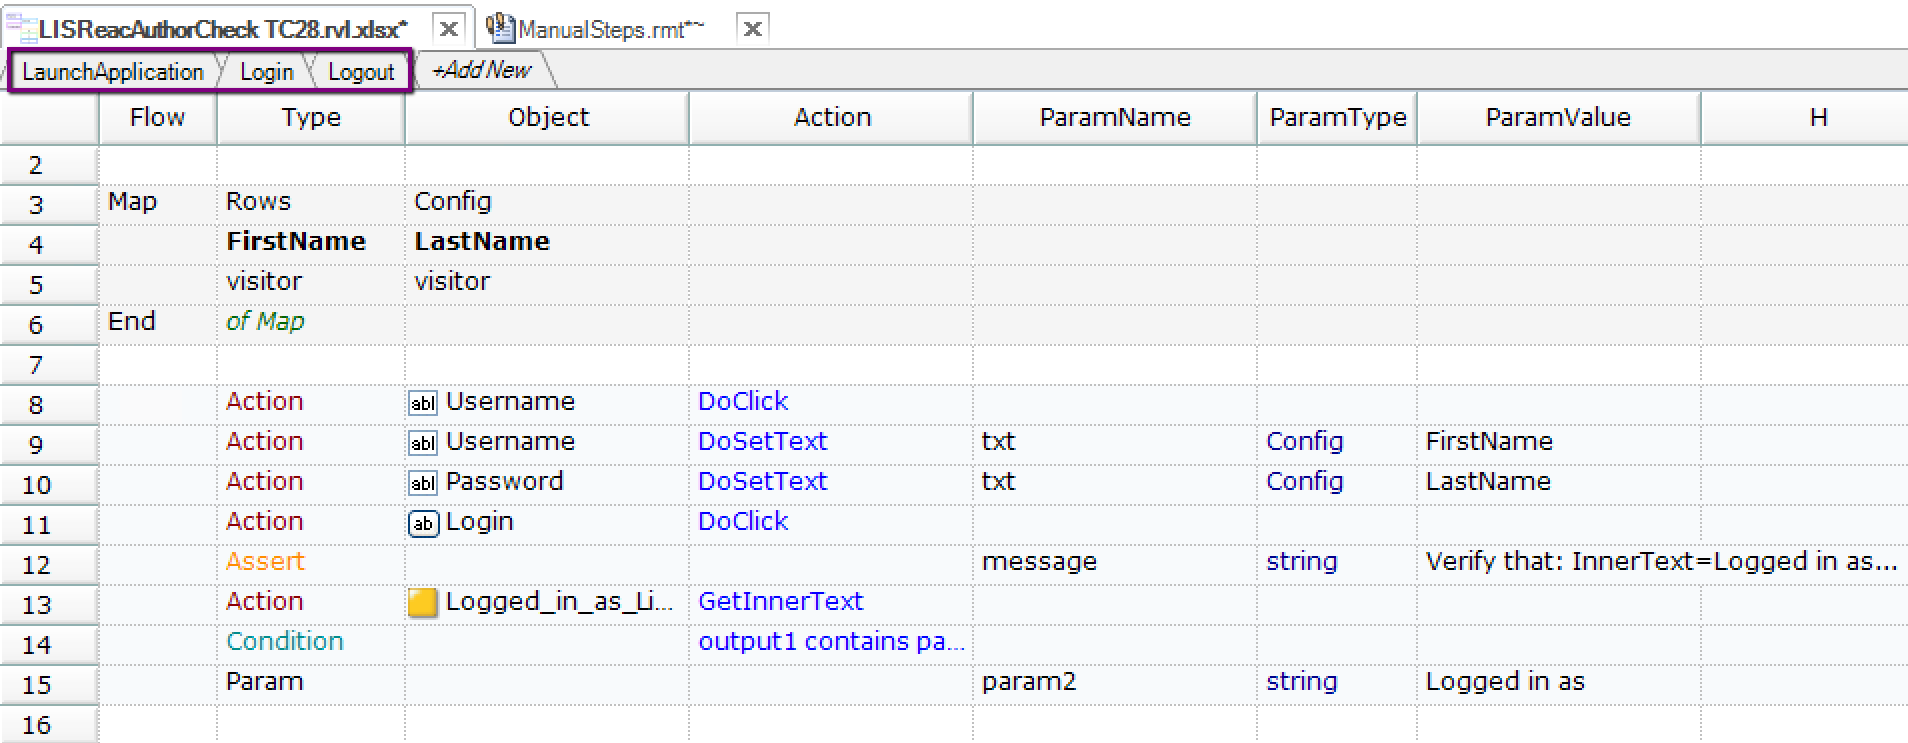 LISReacAuthorCheck TC28.rvl.xlsx* ManualSteps.rmt*~
LaunchApplication Login Logout +Add New
Flow Type Object Action ParamName ParamType ParamValue H
2
3 Map Rows Config
4 FirstName LastName
5 visitor visitor
6 End of Map
7
8 Action abl Username DoClick
9 Action abl Username DoSetText txt Config FirstName
10 Action abl Password DoSetText txt Config LastName
11 Action ab Login DoClick
12 Assert message string Verify that: InnerText=Logged in as...
13 Action Logged_in_as_Li... GetInnerText
14 Condition output1 contains pa...
15 Param param2 string Logged in as
16